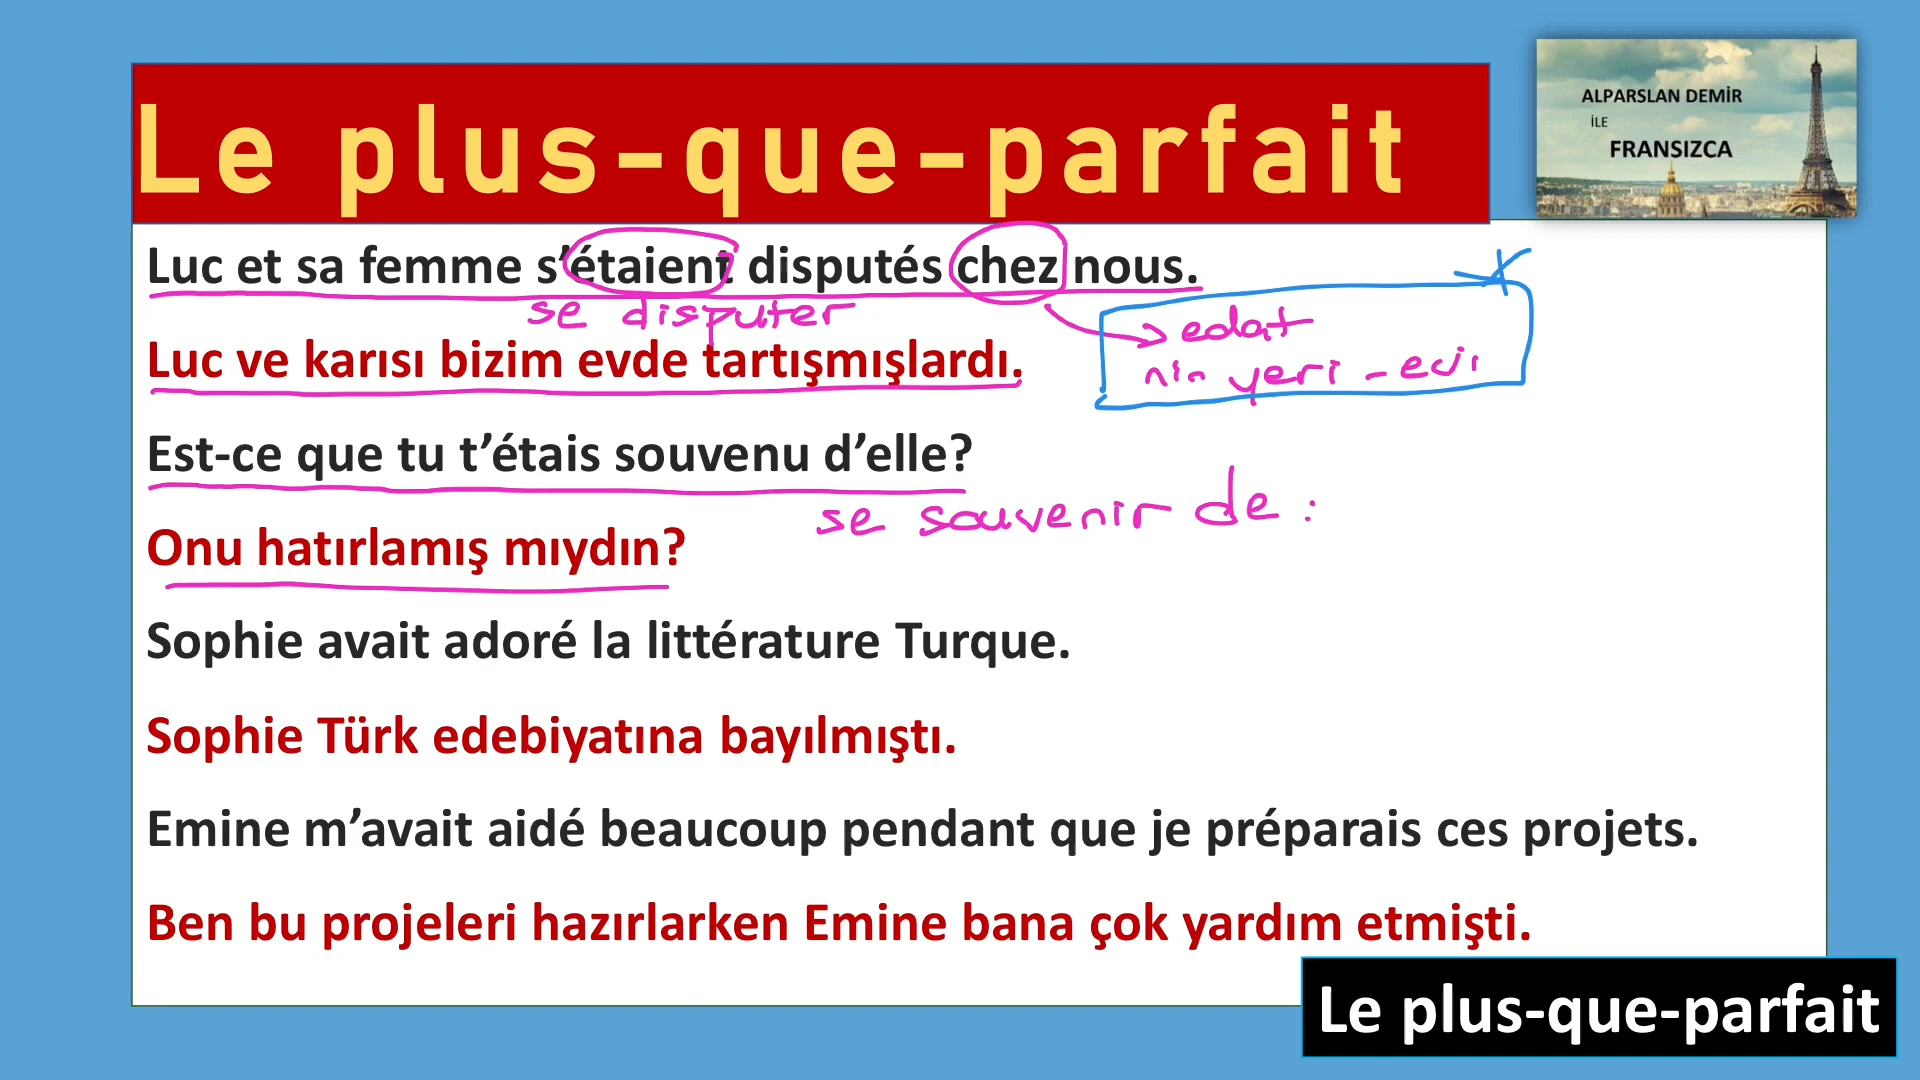 ALPARSLAN DEMİR
İLE
FRANSIZCA
Le plus-que-parfait
Luc et sa femme s’étaient disputés chez nous.
se disputer
edat
nin yeri - evi
Luc ve karısı bizim evde tartışmışlardı.
Est-ce que tu t’étais souvenu d’elle?
se souvenir de :
Onu hatırlamış mıydın?
Sophie avait adoré la littérature Turque.
Sophie Türk edebiyatına bayılmıştı.
Emine m’avait aidé beaucoup pendant que je préparais ces projets.
Ben bu projeleri hazırlarken Emine bana çok yardım etmişti.
Le plus-que-parfait